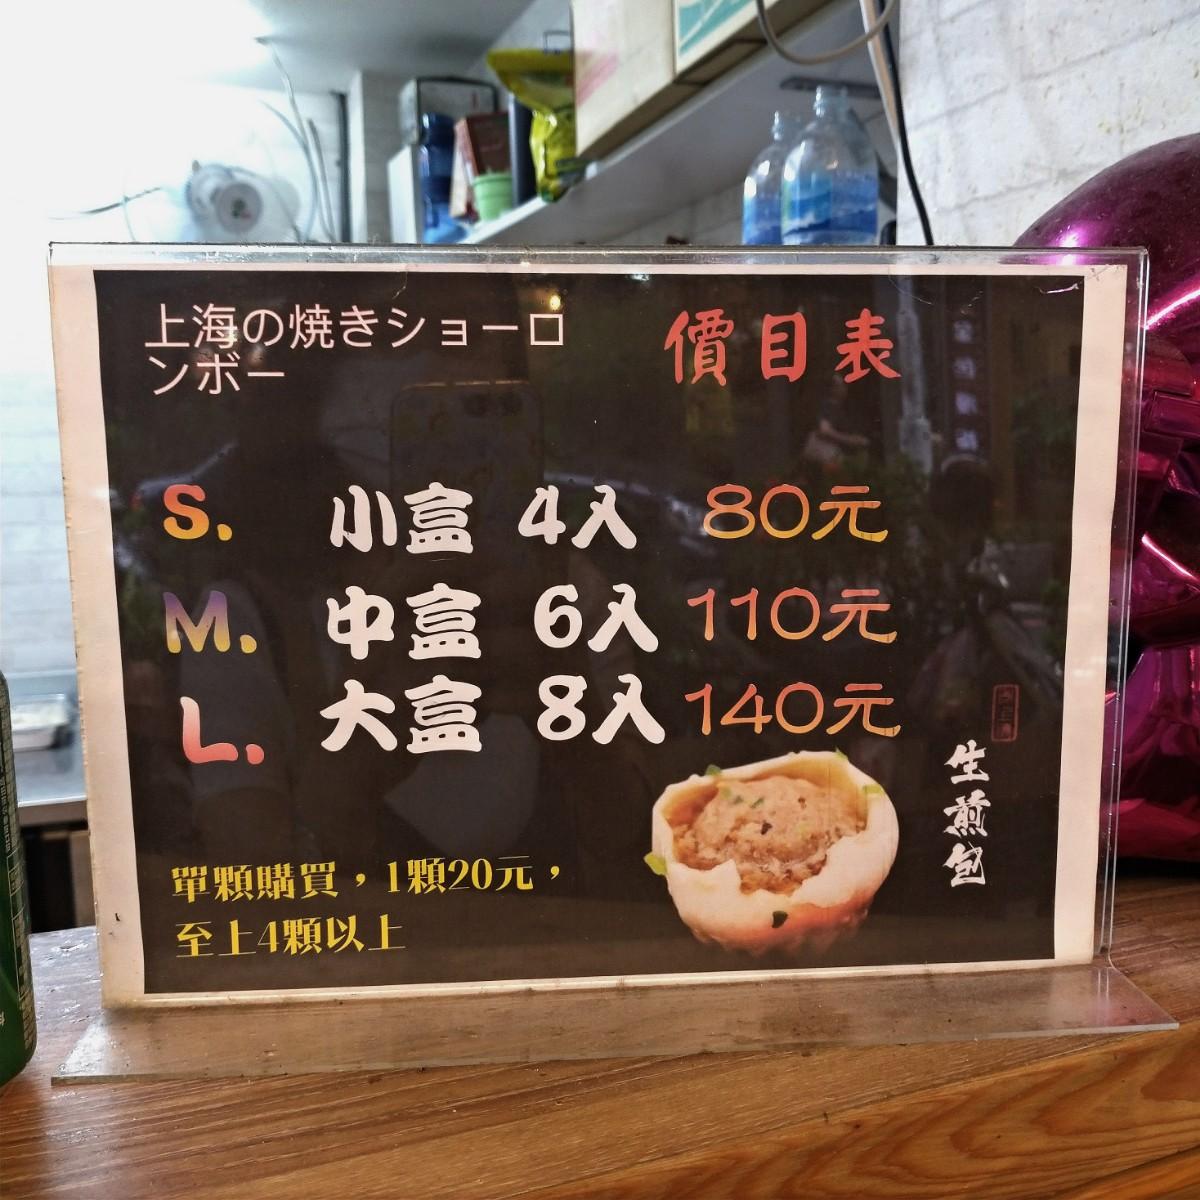 上海の焼きショーロ
ンボー
價目表
S. 小盒 4入 80元
M. 中盒 6入 110元
L. 大盒 8入 140元
生煎包
單顆購買，1顆20元，
至上4顆以上